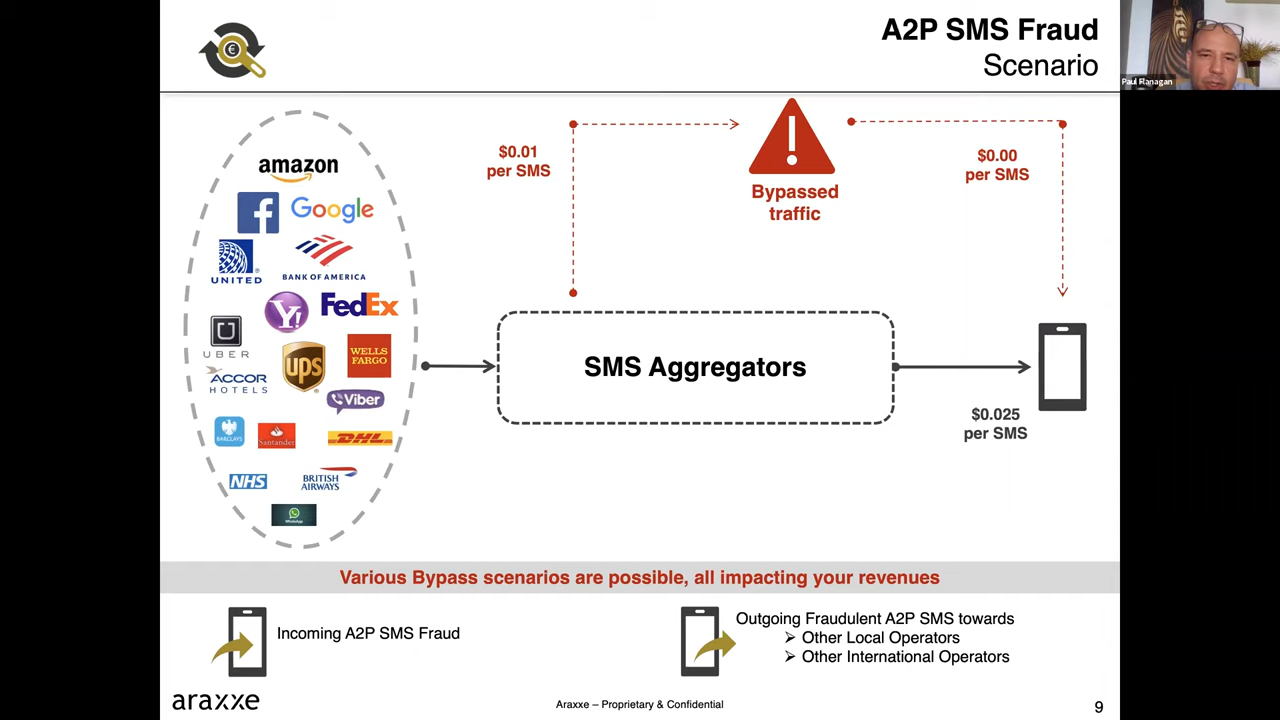 A2P SMS Fraud
Scenario
Paul Flanagan
amazon
Google
UNITED
BANK OF AMERICA
Y!
FedEx
UBER
ups
WELLS
FARGO
ACCOR
HOTELS
Viber
BARCLAYS
Santander
DHL
NHS
BRITISH
AIRWAYS
WhatsApp
$0.01
per SMS
Bypassed
traffic
$0.00
per SMS
SMS Aggregators
$0.025
per SMS
Various Bypass scenarios are possible, all impacting your revenues
Incoming A2P SMS Fraud
Outgoing Fraudulent A2P SMS towards
➢ Other Local Operators
➢ Other International Operators
araxxe
Araxxe – Proprietary & Confidential
9